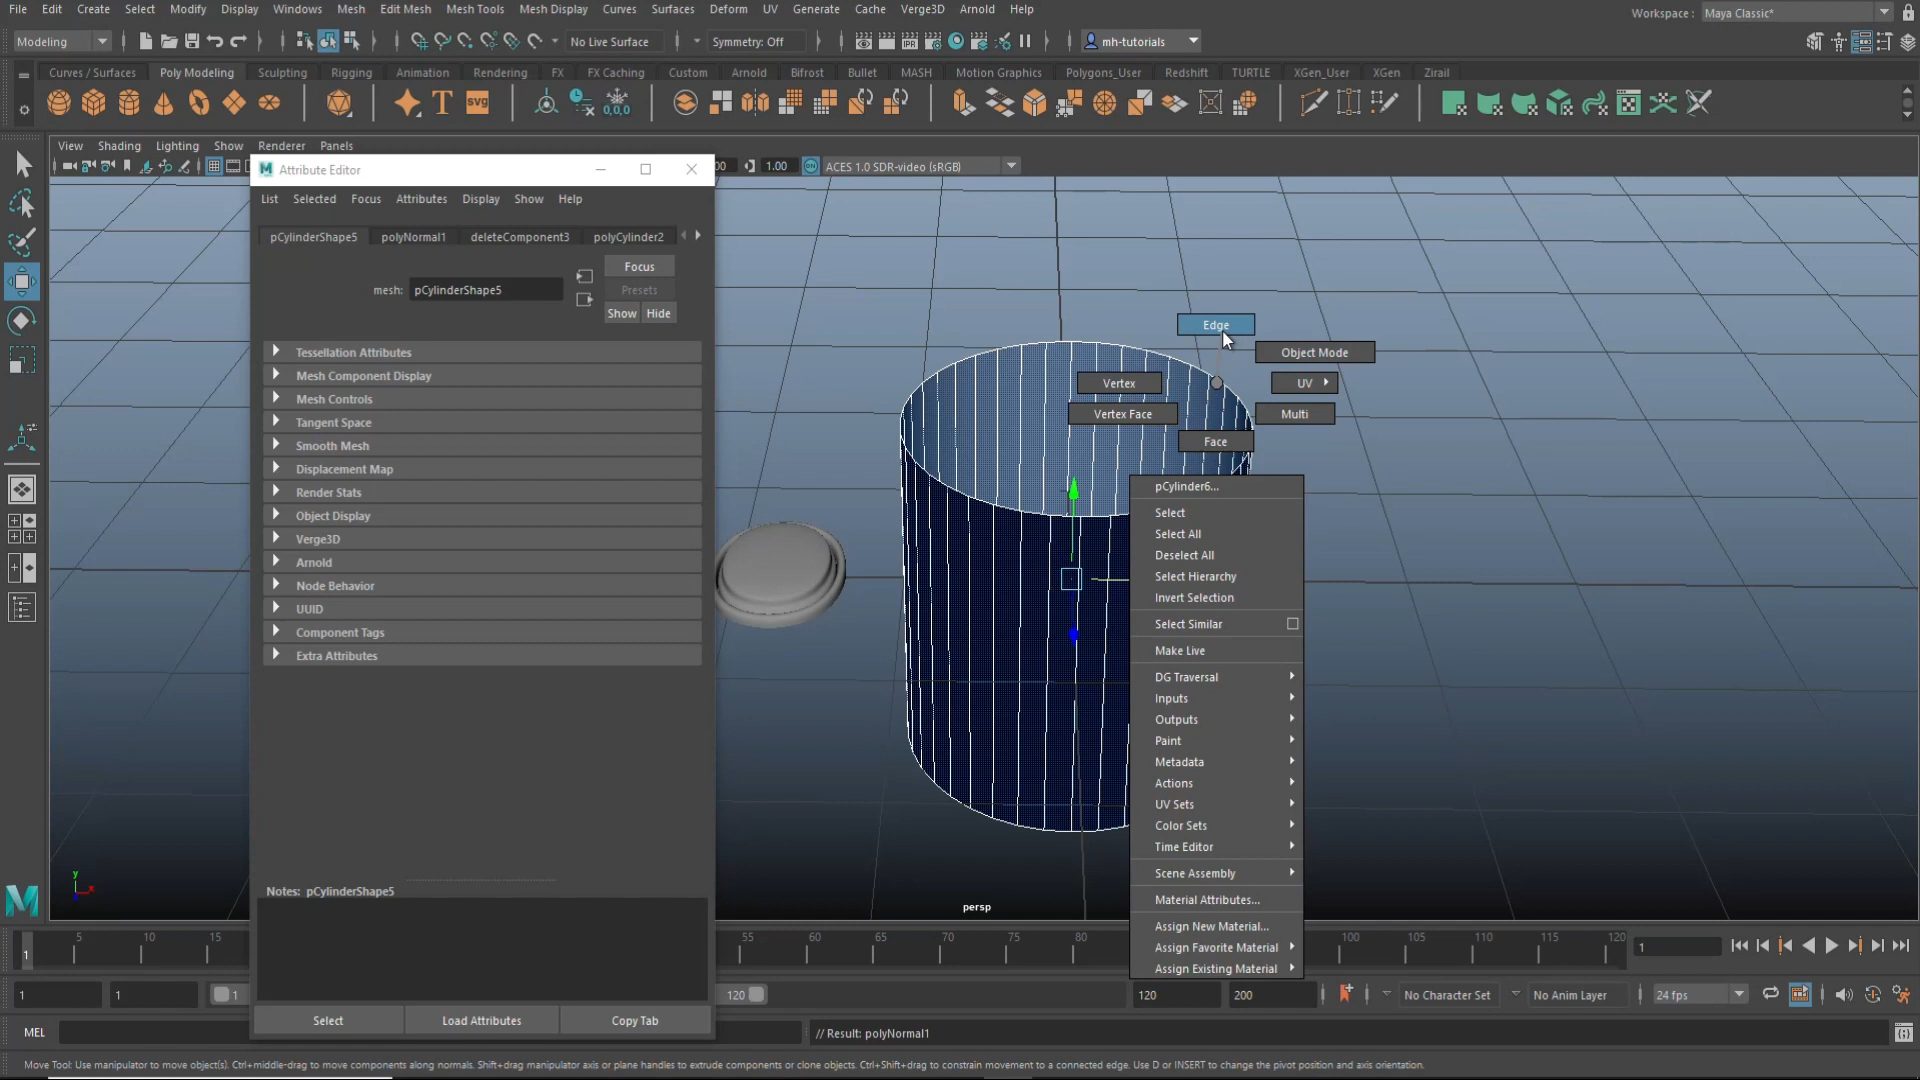 File Edit Create Select Modify Display Windows Mesh Edit Mesh Mesh Tools Mesh Display Curves Surfaces Deform UV Generate Cache Verge3D Arnold Help
Workspace : Maya Classic*
Modeling No Live Surface Symmetry: Off IPR mh-tutorials
Curves / Surfaces Poly Modeling Sculpting Rigging Animation Rendering FX FX Caching Custom Arnold Bifrost Bullet MASH Motion Graphics Polygons_User Redshift TURTLE XGen_User XGen Zirail
T SVG 0,0,0
View Shading Lighting Show Renderer Panels
Attribute Editor
00 1.00 ON ACES 1.0 SDR-video (sRGB)
List Selected Focus Attributes Display Show Help
pCylinderShape5 polyNormal1 deleteComponent3 polyCylinder2
Focus
mesh: pCylinderShape5 Presets
Show Hide
Tessellation Attributes
Mesh Component Display
Mesh Controls
Tangent Space
Smooth Mesh
Displacement Map
Render Stats
Object Display
Verge3D
Arnold
Node Behavior
UUID
Component Tags
Extra Attributes
Edge
Object Mode
Vertex UV
Vertex Face Multi
Face
pCylinder6...
Select
Select All
Deselect All
Select Hierarchy
Invert Selection
Select Similar
Make Live
DG Traversal
Inputs
Outputs
Paint
Metadata
Actions
UV Sets
Color Sets
Time Editor
Scene Assembly
Material Attributes...
Assign New Material...
Assign Favorite Material
Assign Existing Material
Notes: pCylinderShape5
y x
persp
5 10 15 55 60 65 70 75 80 100 105 110 115 120
1 1
1 1 1 120 120 200 No Character Set No Anim Layer 24 fps
Select Load Attributes Copy Tab
MEL // Result: polyNormal1
Move Tool: Use manipulator to move object(s). Ctrl+middle-drag to move components along normals. Shift+drag manipulator axis or plane handles to extrude components or clone objects. Ctrl+Shift+drag to constrain movement to a connected edge. Use D or INSERT to change the pivot position and axis orientation.